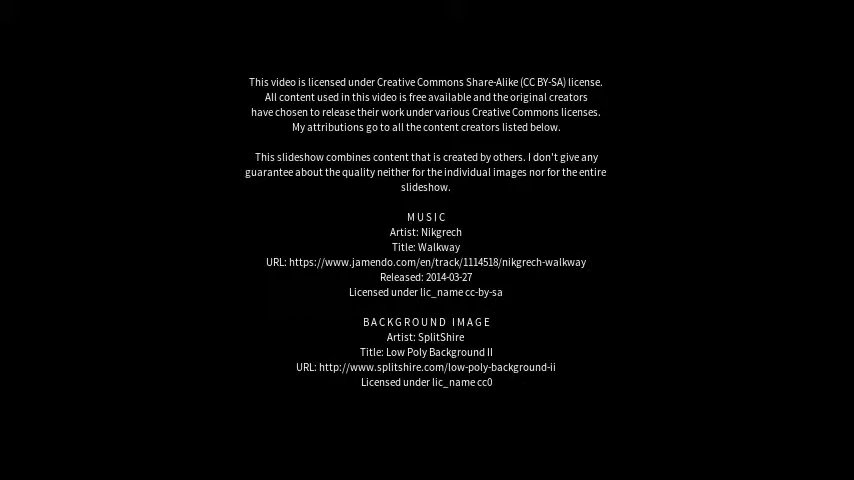 This video is licensed under Creative Commons Share-Alike (CC BY-SA) license.
All content used in this video is free available and the original creators
have chosen to release their work under various Creative Commons licenses.
My attributions go to all the content creators listed below.
This slideshow combines content that is created by others. I don't give any
guarantee about the quality neither for the individual images nor for the entire
slideshow.
MUSIC
Artist: Nikgrech
Title: Walkway
URL: https://www.jamendo.com/en/track/1114518/nikgrech-walkway
Released: 2014-03-27
Licensed under lic_name cc-by-sa
BACKGROUND IMAGE
Artist: SplitShire
Title: Low Poly Background II
URL: http://www.splitshire.com/low-poly-background-ii
Licensed under lic_name cc0